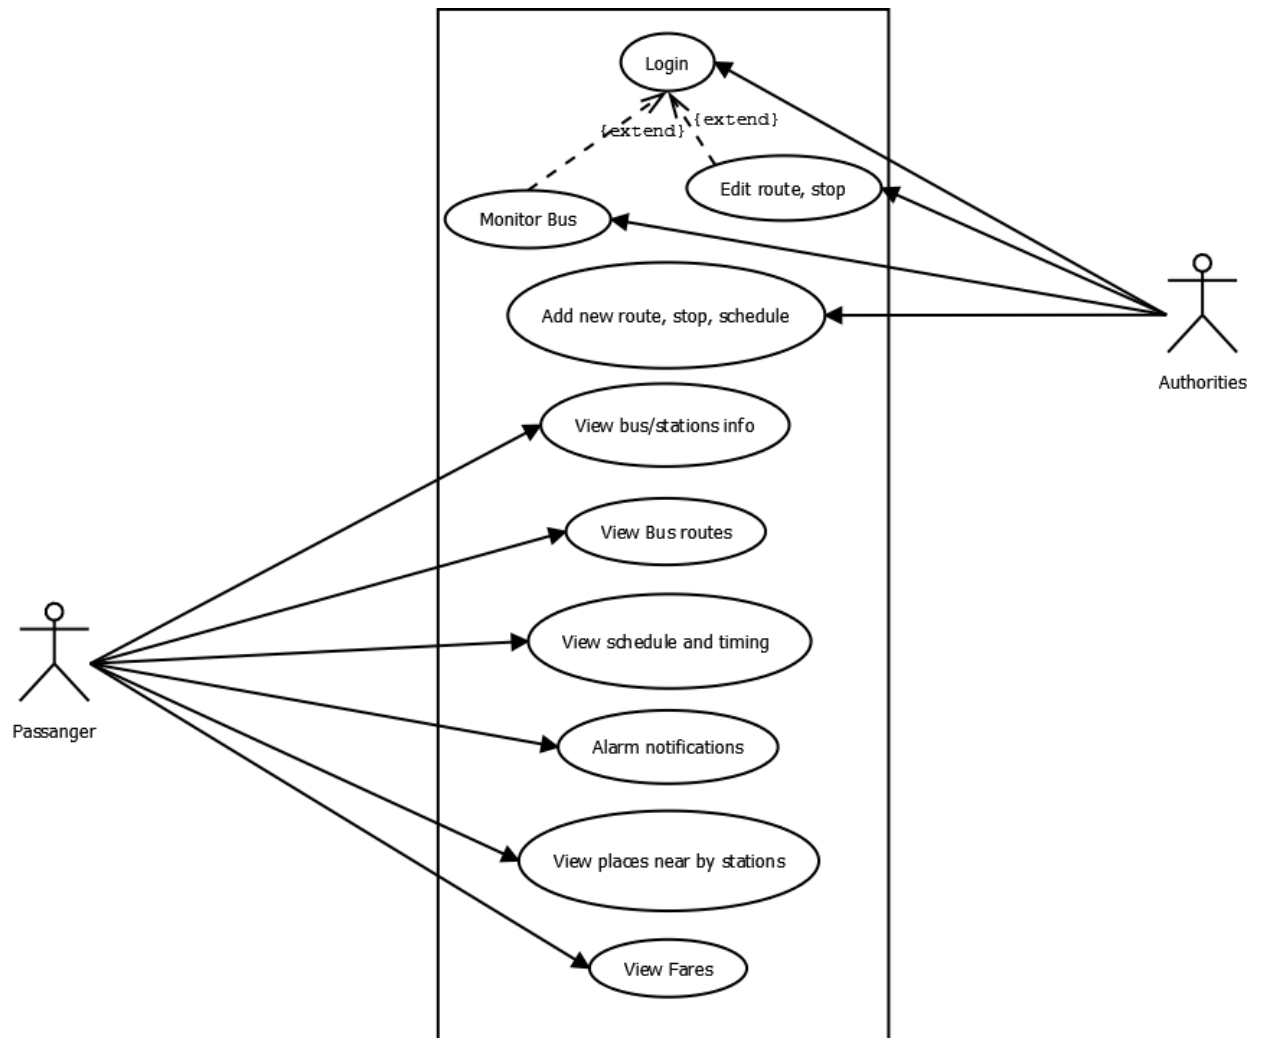 Login
{extend}
{extend}
Edit route, stop
Monitor Bus
Add new route, stop, schedule
Authorities
View bus/stations info
View Bus routes
View schedule and timing
Passanger
Alarm notifications
View places near by stations
View Fares